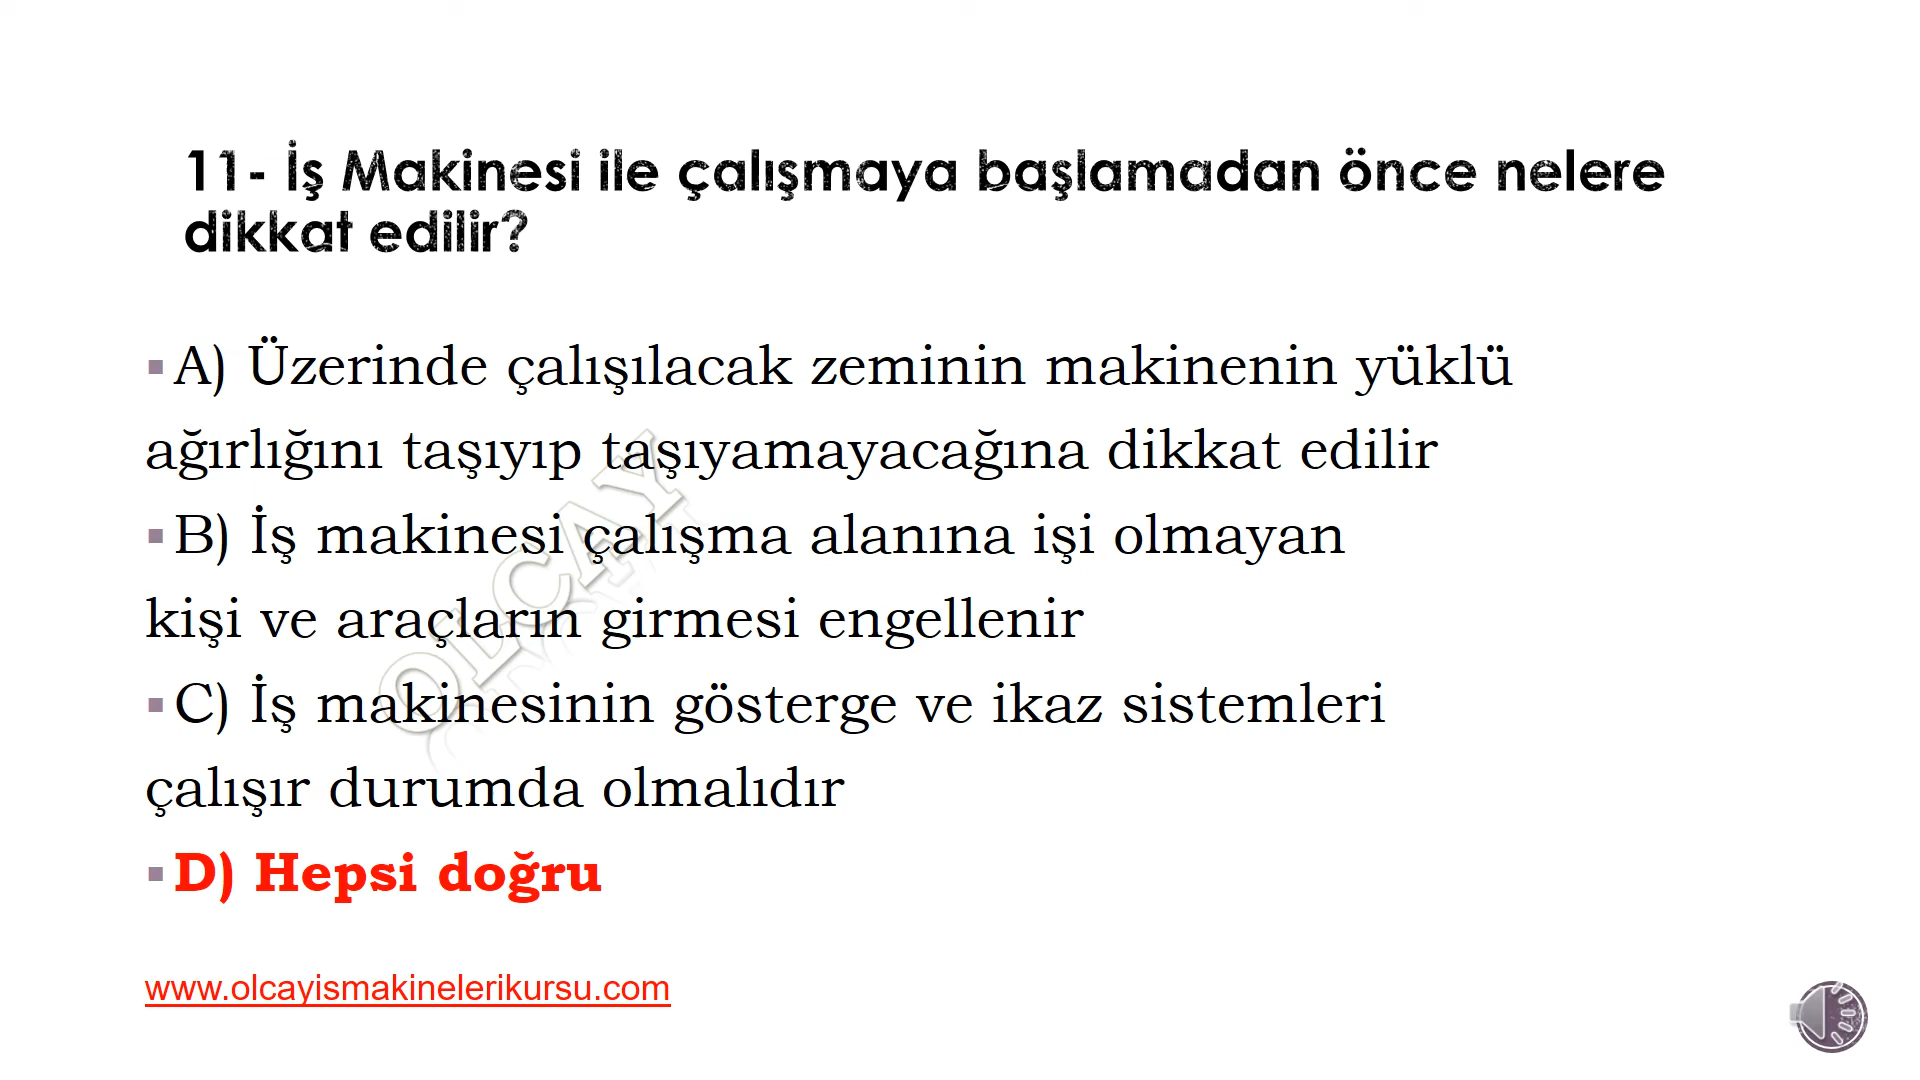 11- İş Makinesi ile çalışmaya başlamadan önce nelere
dikkat edilir?
A) Üzerinde çalışılacak zeminin makinenin yüklü
ağırlığını taşıyıp taşıyamayacağına dikkat edilir
B) İş makinesi çalışma alanına işi olmayan
kişi ve araçların girmesi engellenir
C) İş makinesinin gösterge ve ikaz sistemleri
çalışır durumda olmalıdır
D) Hepsi doğru
OLCAY
www.olcayismakinelerikursu.com